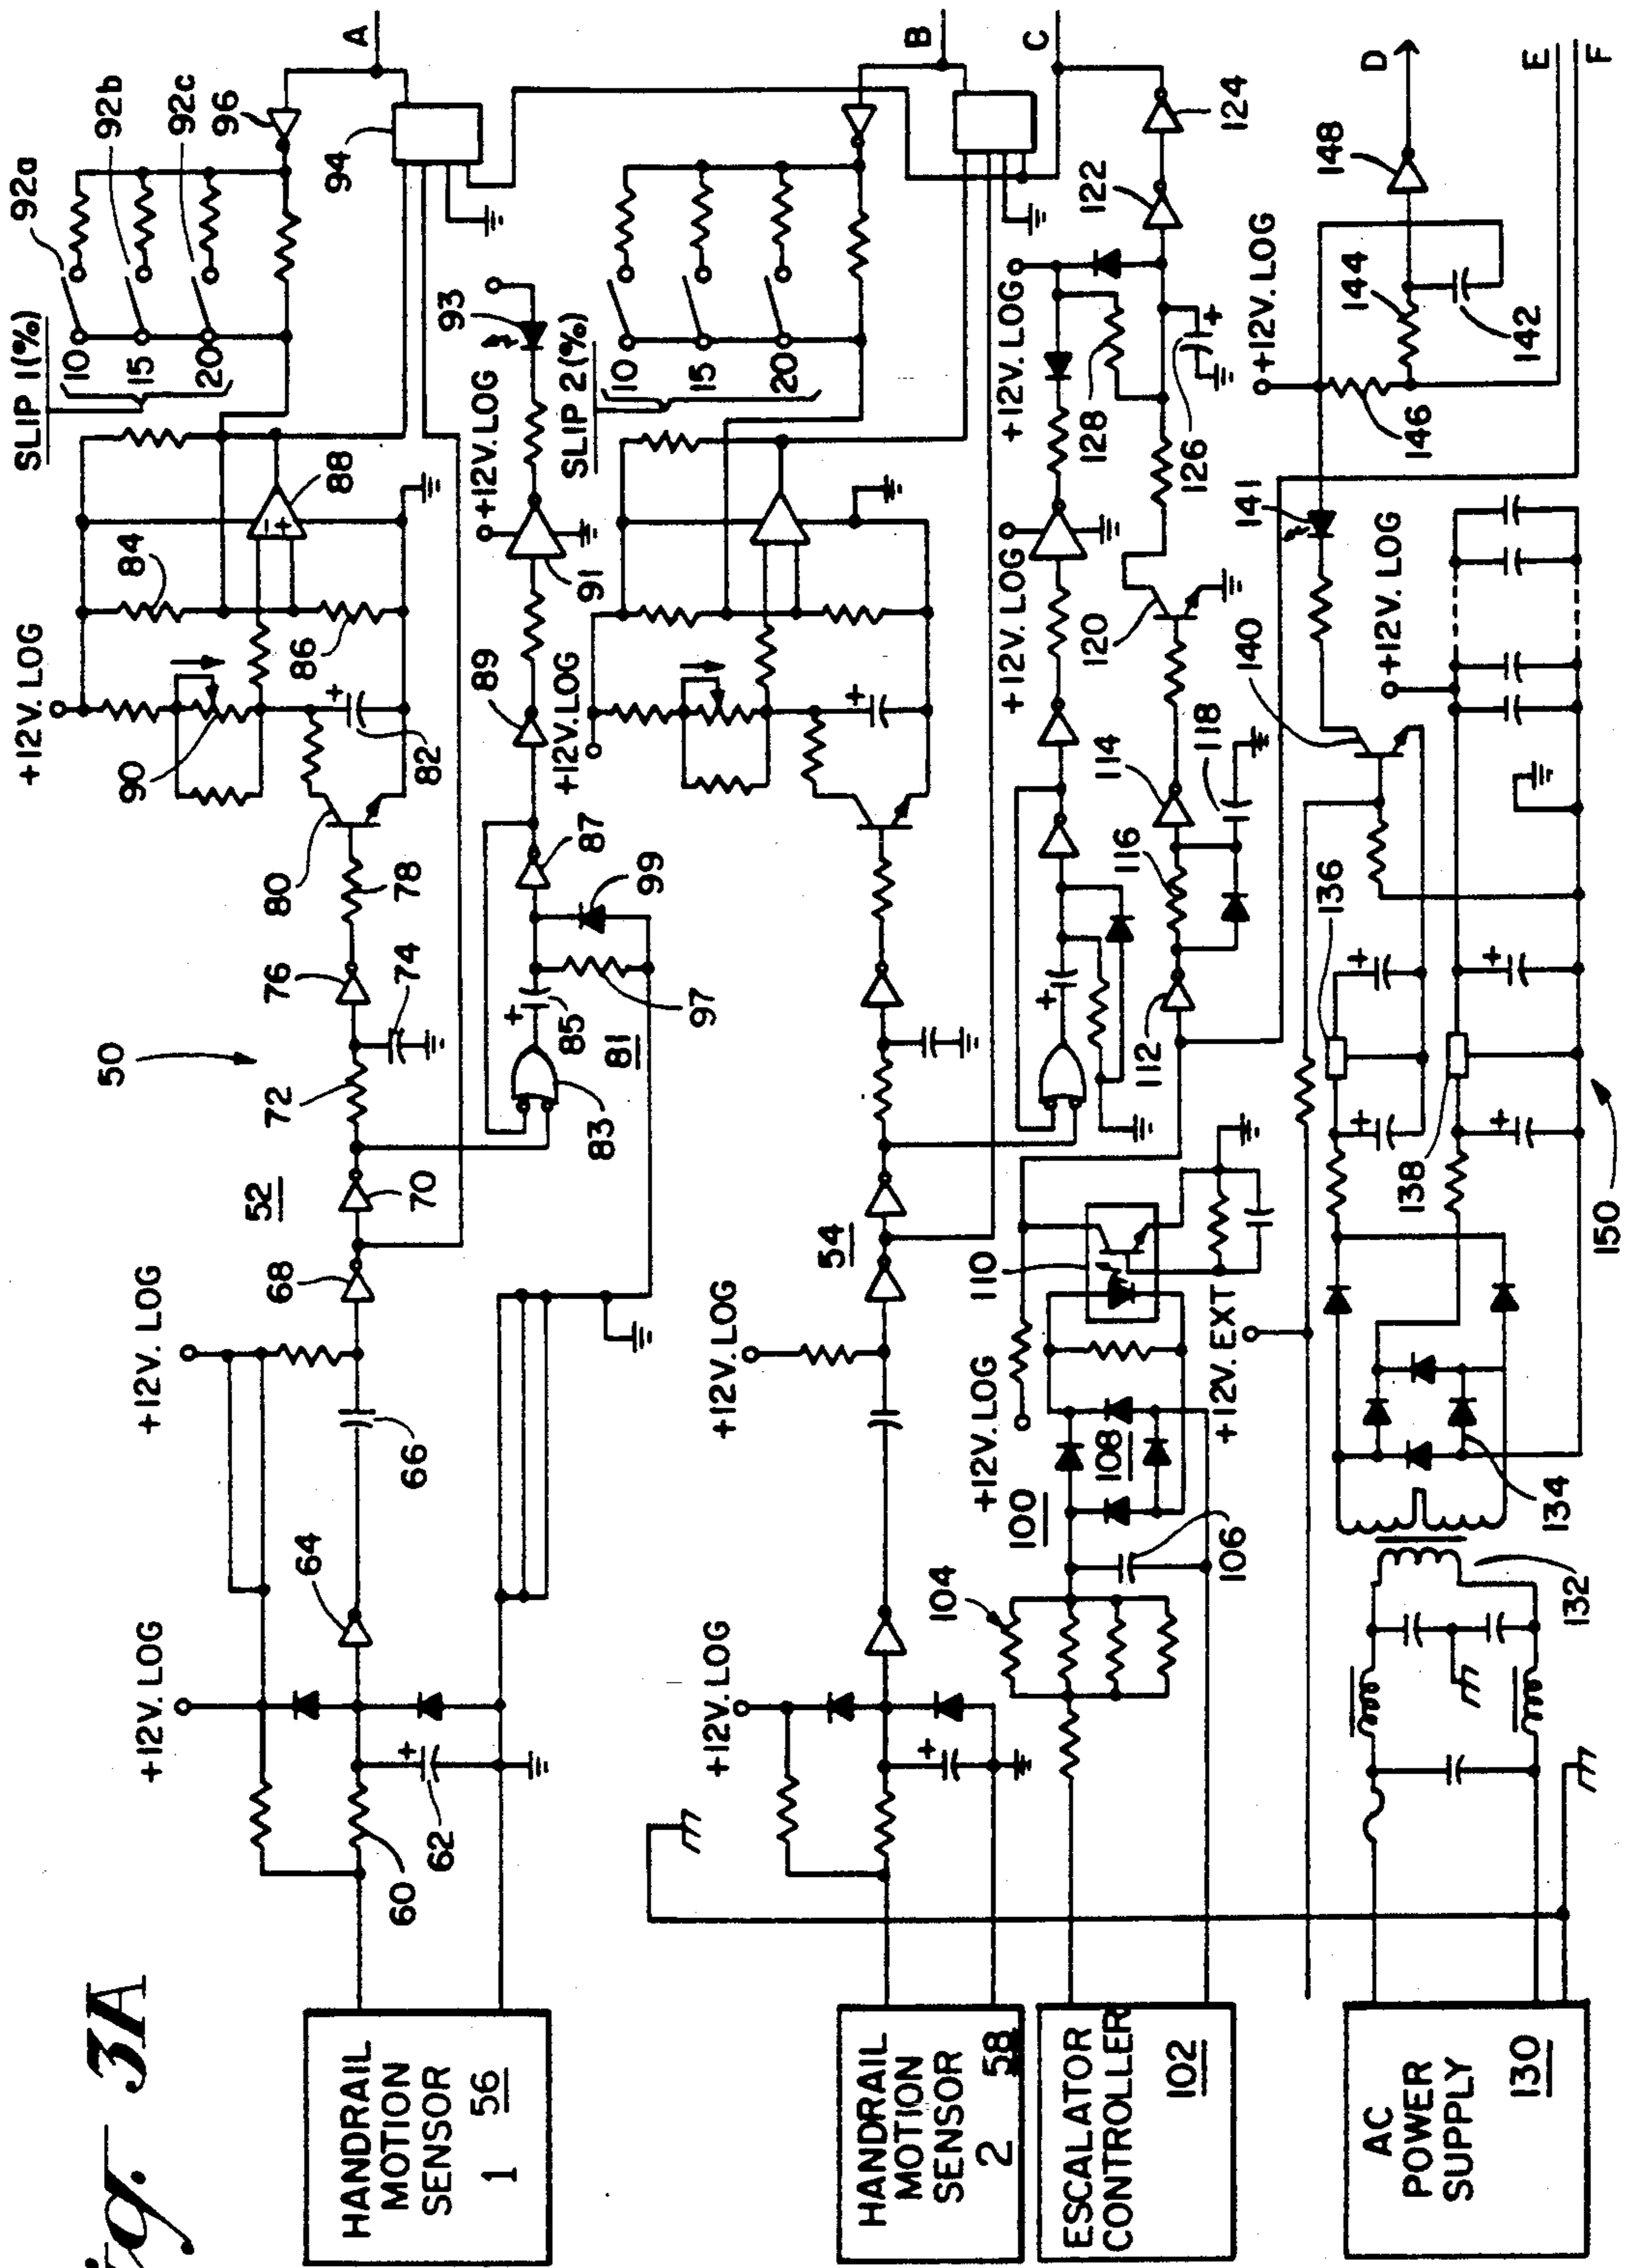 Fig. 3A
SLIP 1 (%)
10
15
20
92a
92b
92c
96
A
94
+12V. LOG
84
90
86
88
82
80
78
76
74
50
72
52
70
68
+12V. LOG
66
64
+12V. LOG
60
62
HANDRAIL
MOTION
SENSOR
1
56
+12V. LOG
93
91
89
87
99
85
81
97
83
SLIP 2 (%)
10
15
20
B
+12V. LOG
54
+12V. LOG
+12V. LOG
HANDRAIL
MOTION
SENSOR
2
58
C
124
122
+12V. LOG
128
126
+12V. LOG
120
114
118
116
112
110
+12V. LOG
108
100
106
104
+12V. EXT
ESCALATOR
CONTROLLER
102
D
E
F
148
+12V. LOG
144
142
146
141
+12V. LOG
140
136
138
150
134
132
AC
POWER
SUPPLY
130